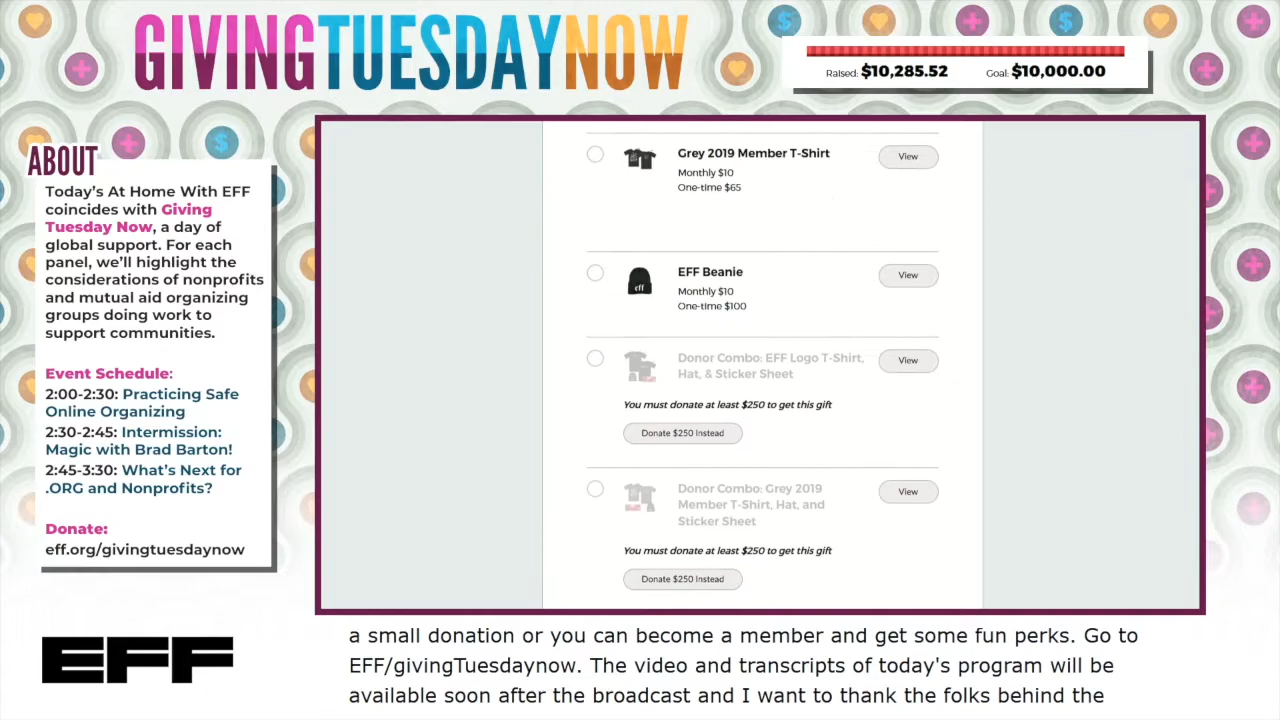 GIVINGTUESDAYNOW
Raised: $10,285.52 Goal: $10,000.00
ABOUT
Today's At Home With EFF
coincides with Giving
Tuesday Now, a day of
global support. For each
panel, we'll highlight the
considerations of nonprofits
and mutual aid organizing
groups doing work to
support communities.
Event Schedule:
2:00-2:30: Practicing Safe
Online Organizing
2:30-2:45: Intermission:
Magic with Brad Barton!
2:45-3:30: What's Next for
.ORG and Nonprofits?
Donate:
eff.org/givingtuesdaynow
EFF
Grey 2019 Member T-Shirt
View
Monthly $10
One-time $65
eff
EFF Beanie
View
Monthly $10
One-time $100
Donor Combo: EFF Logo T-Shirt,
Hat, & Sticker Sheet
View
You must donate at least $250 to get this gift
Donate $250 Instead
Donor Combo: Grey 2019
Member T-Shirt, Hat, and
Sticker Sheet
View
You must donate at least $250 to get this gift
Donate $250 Instead
a small donation or you can become a member and get some fun perks. Go to
EFF/givingTuesdaynow. The video and transcripts of today's program will be
available soon after the broadcast and I want to thank the folks behind the